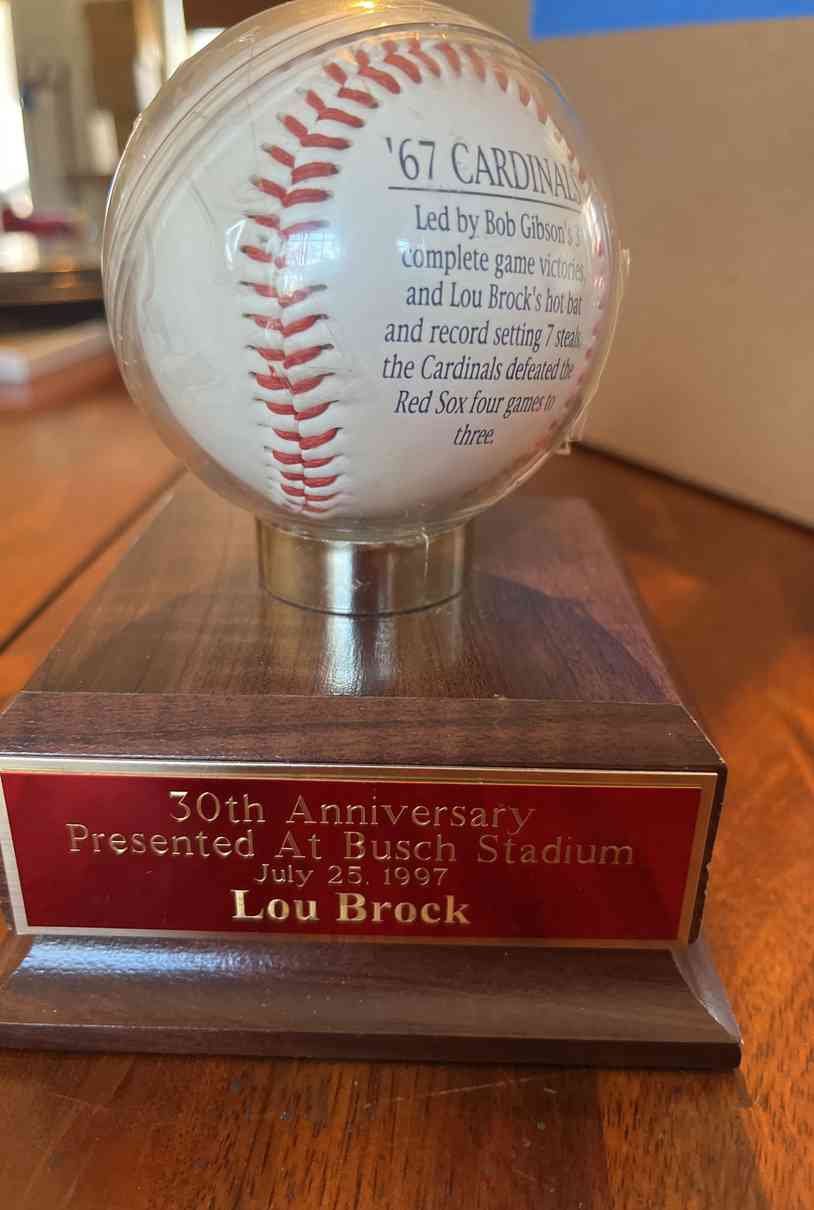 '67 CARDINALS
Led by Bob Gibson's 3
complete game victories,
and Lou Brock's hot bat
and record setting 7 steals,
the Cardinals defeated the
Red Sox four games to
three.
30th Anniversary
Presented At Busch Stadium
July 25, 1997
Lou Brock